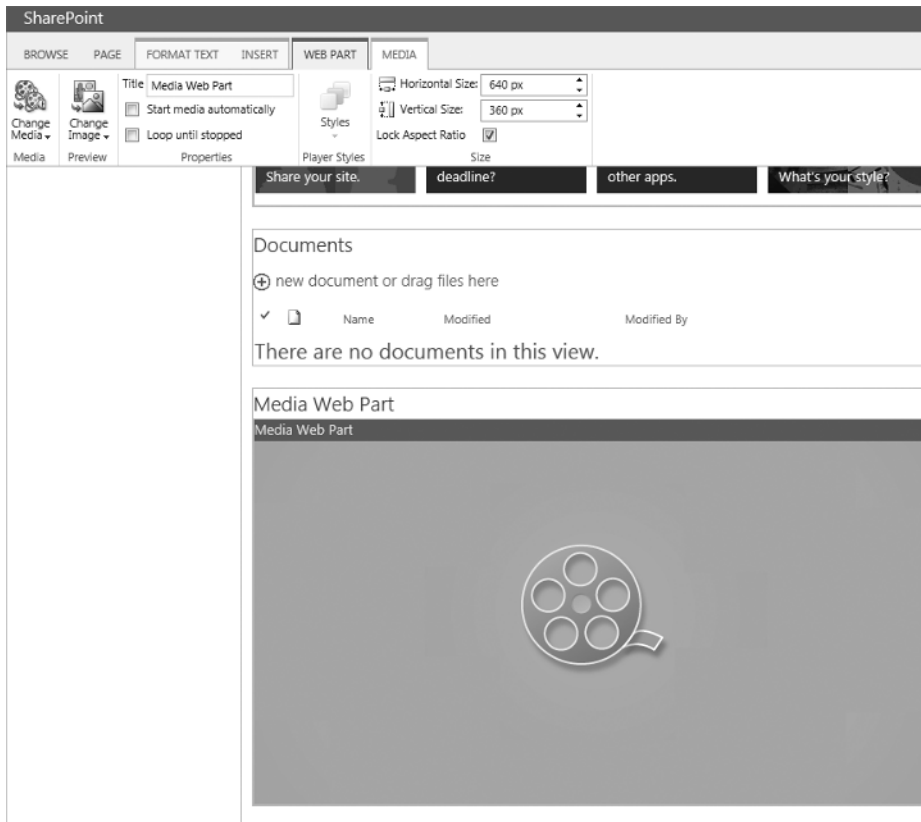 SharePoint
BROWSE PAGE FORMAT TEXT INSERT WEB PART MEDIA
Change Media
Change Image
Title Media Web Part
Start media automatically
Loop until stopped
Styles
Horizontal Size: 640 px
Vertical Size: 360 px
Lock Aspect Ratio
Media Preview Properties Player Styles Size
Share your site. deadline? other apps. What's your style?
Documents
new document or drag files here
Name Modified Modified By
There are no documents in this view.
Media Web Part
Media Web Part